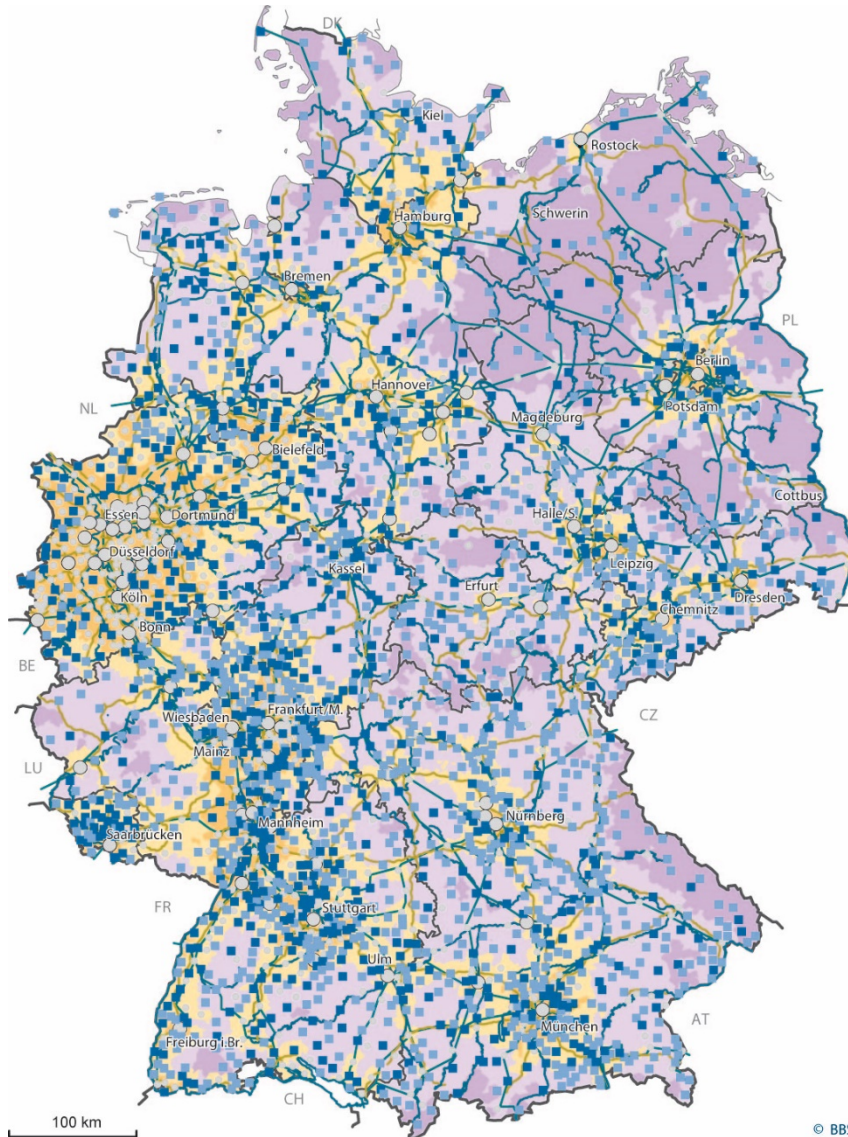 DK
Kiel
Rostock
Hamburg
Schwerin
Bremen
PL
Berlin
Hannover
NL
Potsdam
Magdeburg
Bielefeld
Cottbus
Essen
Dortmund
Halle/S.
Düsseldorf
Leipzig
Kassel
Erfurt
Dresden
Köln
Chemnitz
Bonn
BE
Wiesbaden
Frankfurt/M.
CZ
Mainz
LU
Nürnberg
Mannheim
Saarbrücken
FR
Stuttgart
Ulm
AT
München
Freiburg i.Br.
CH
100 km
© BBS